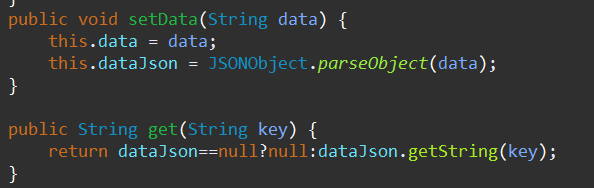 }
public void setData(String data) {
    this.data = data;
    this.dataJson = JSONObject.parseObject(data);
}
public String get(String key) {
    return dataJson==null?null:dataJson.getString(key);
}